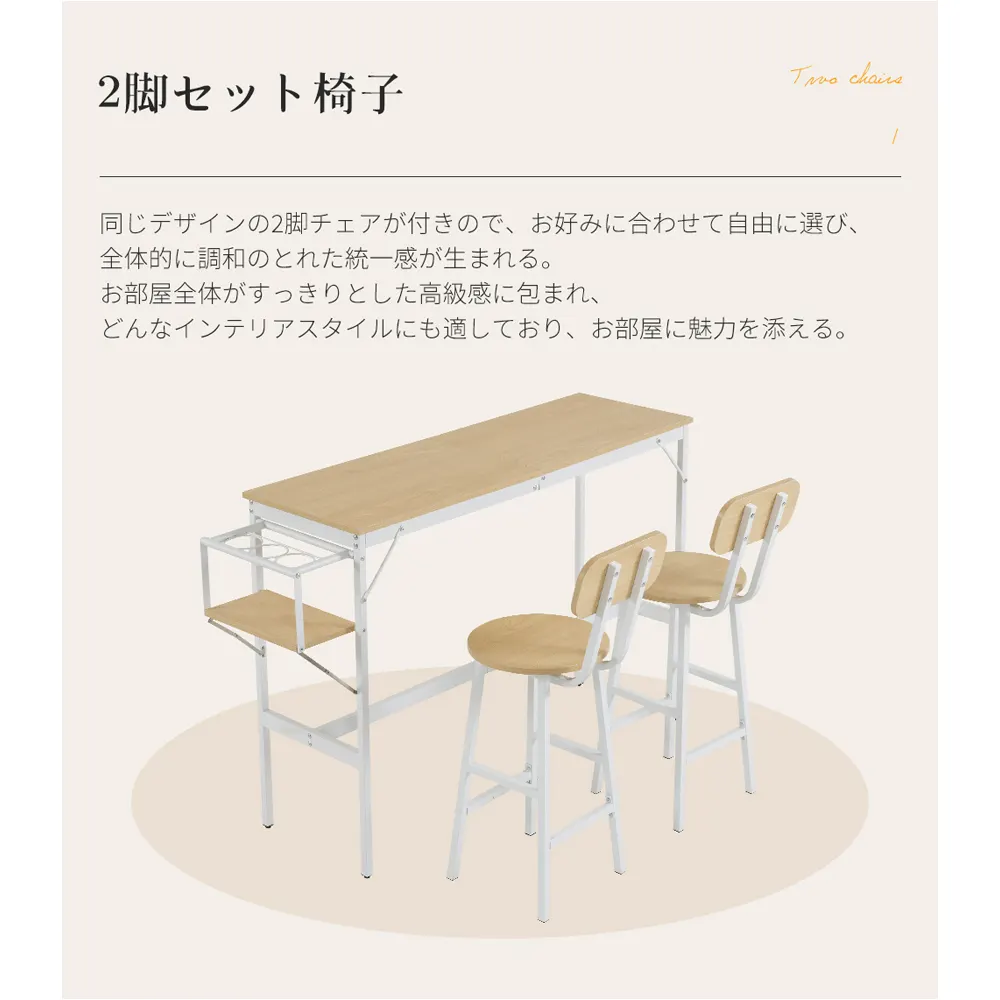 2脚セット椅子
Two chairs
1
同じデザインの2脚チェアが付きので、お好みに合わせて自由に選び、
全体的に調和のとれた統一感が生まれる。
お部屋全体がすっきりとした高級感に包まれ、
どんなインテリアスタイルにも適しており、お部屋に魅力を添える。